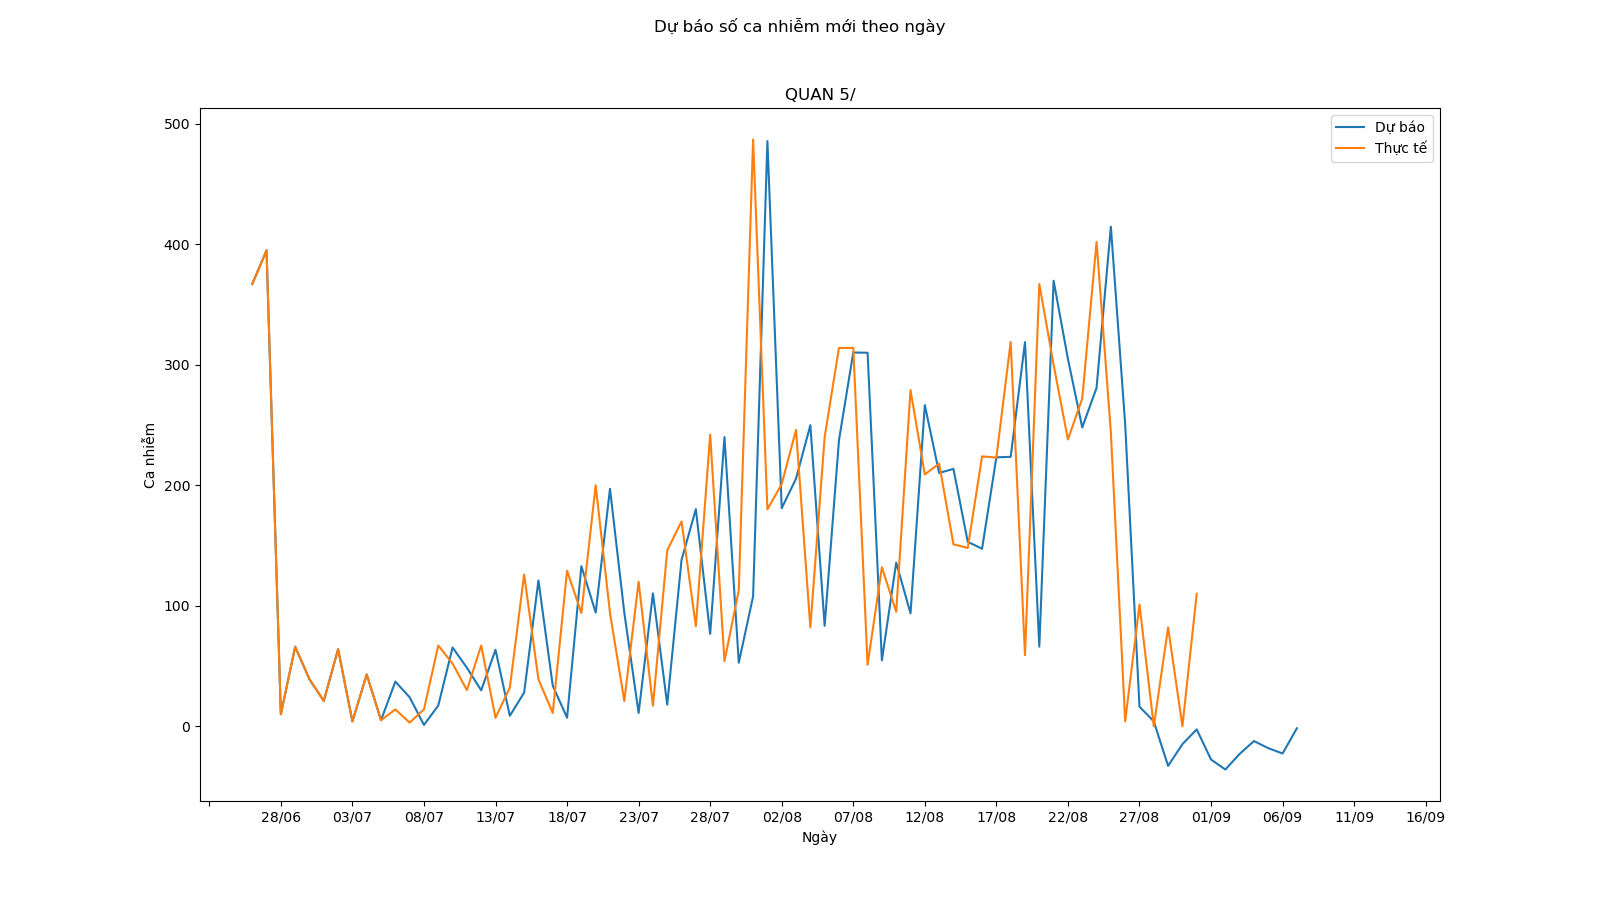 Dự báo số ca nhiễm mới theo ngày
QUAN 5/
Dự báo
Thực tế
500
400
300
200
100
0
Ca nhiễm
28/06 03/07 08/07 13/07 18/07 23/07 28/07 02/08 07/08 12/08 17/08 22/08 27/08 01/09 06/09 11/09 16/09
Ngày